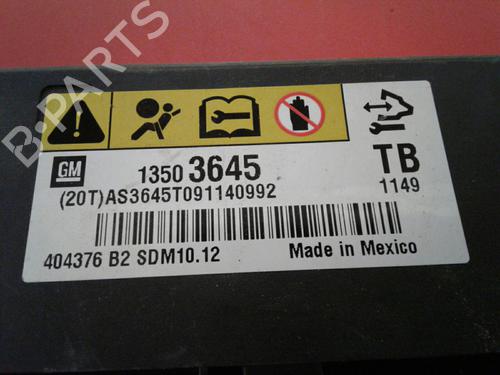 B-PARTS
GM
1350 3645
TB
(20T)AS3645T091140992
1149
404376 B2 SDM10.12
Made in Mexico